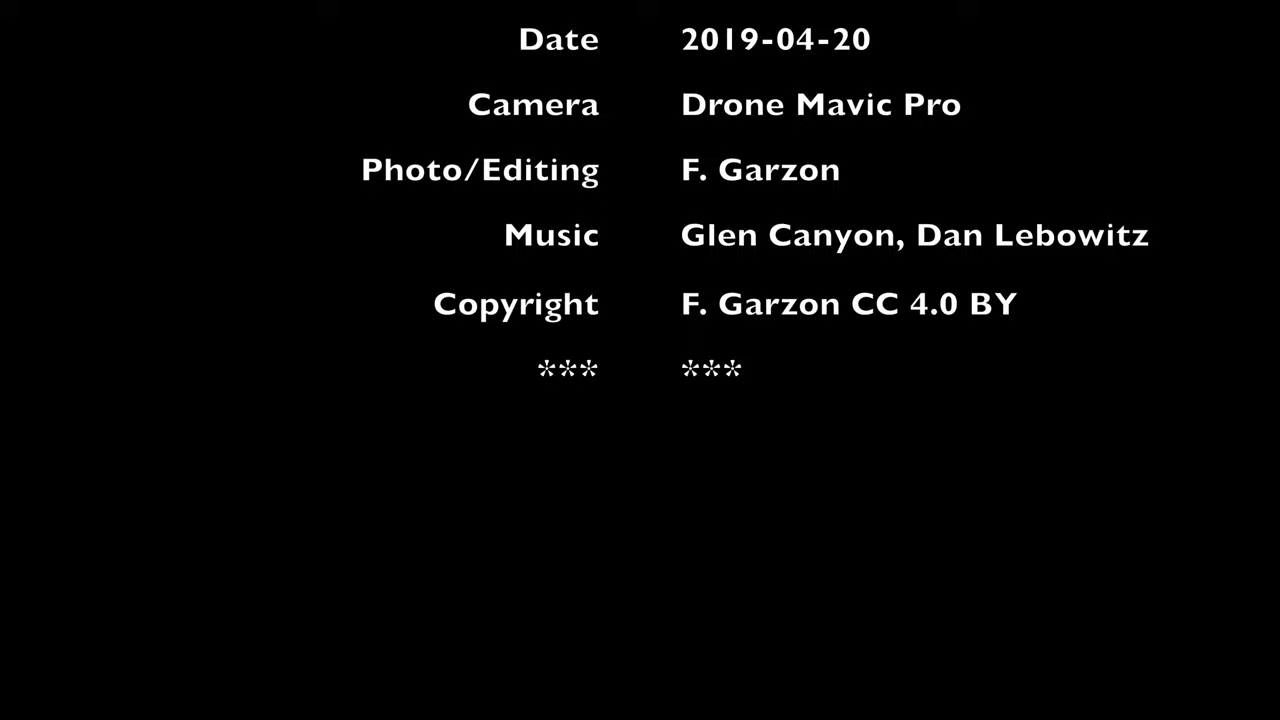 Date 2019-04-20
Camera Drone Mavic Pro
Photo/Editing F. Garzon
Music Glen Canyon, Dan Lebowitz
Copyright F. Garzon CC 4.0 BY
*** ***